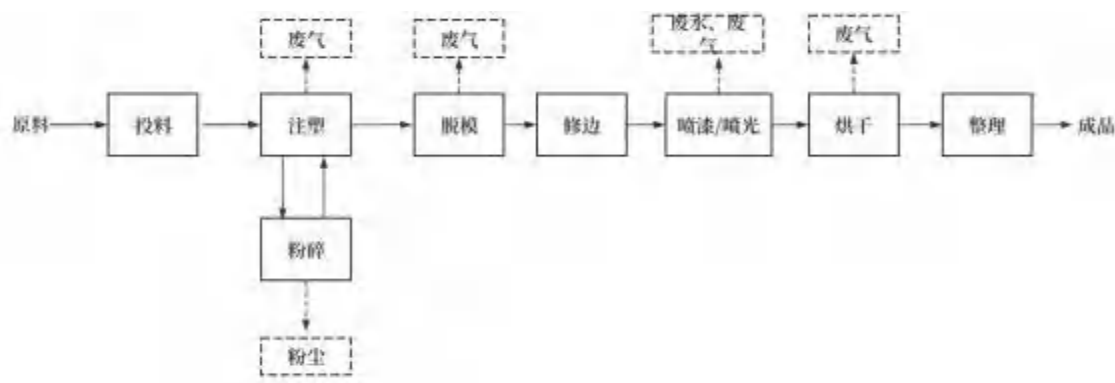 废气
废气
废水、废
气
废气
原料
投料
注塑
脱模
修边
喷漆/喷光
烘干
整理
成品
粉碎
粉尘